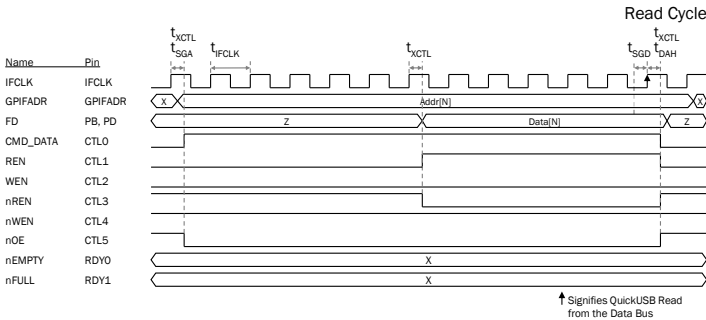 Read Cycle
tXCTL tXCTL
tSGA tIFCLK tXCTL tSGD tDAH
Name Pin
IFCLK IFCLK
GPIFADR GPIFADR X Addr[N] X
FD PB, PD Z Data[N] Z
CMD_DATA CTL0
REN CTL1
WEN CTL2
nREN CTL3
nWEN CTL4
nOE CTL5
nEMPTY RDY0 X
nFULL RDY1 X
Signifies QuickUSB Read
from the Data Bus